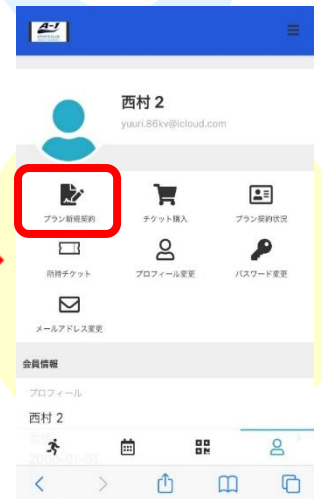 A-1
西村 2
yuuri.86kv@icloud.com
プラン新規契約
チケット購入
プラン契約状況
所持チケット
プロフィール変更
パスワード変更
メールアドレス変更
会員情報
プロフィール
西村 2